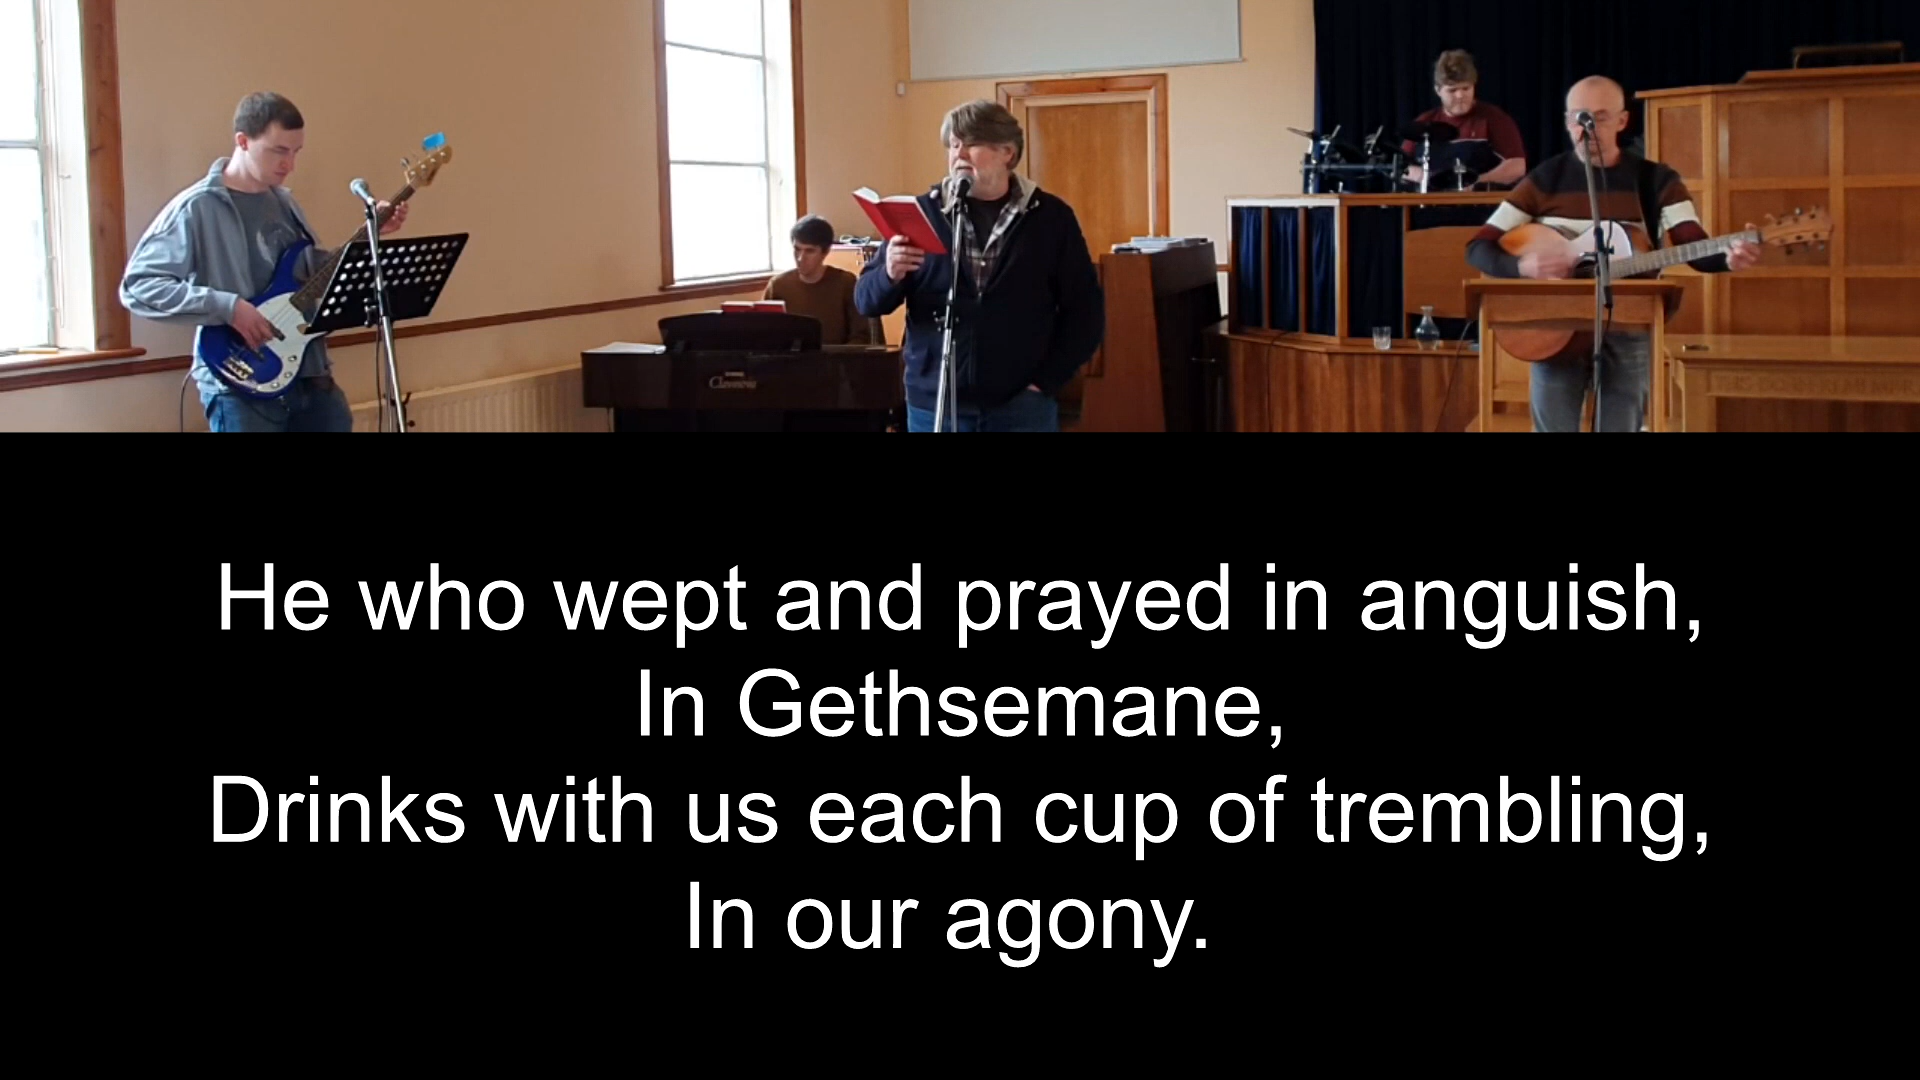 Clavinova
He who wept and prayed in anguish,
In Gethsemane,
Drinks with us each cup of trembling,
In our agony.